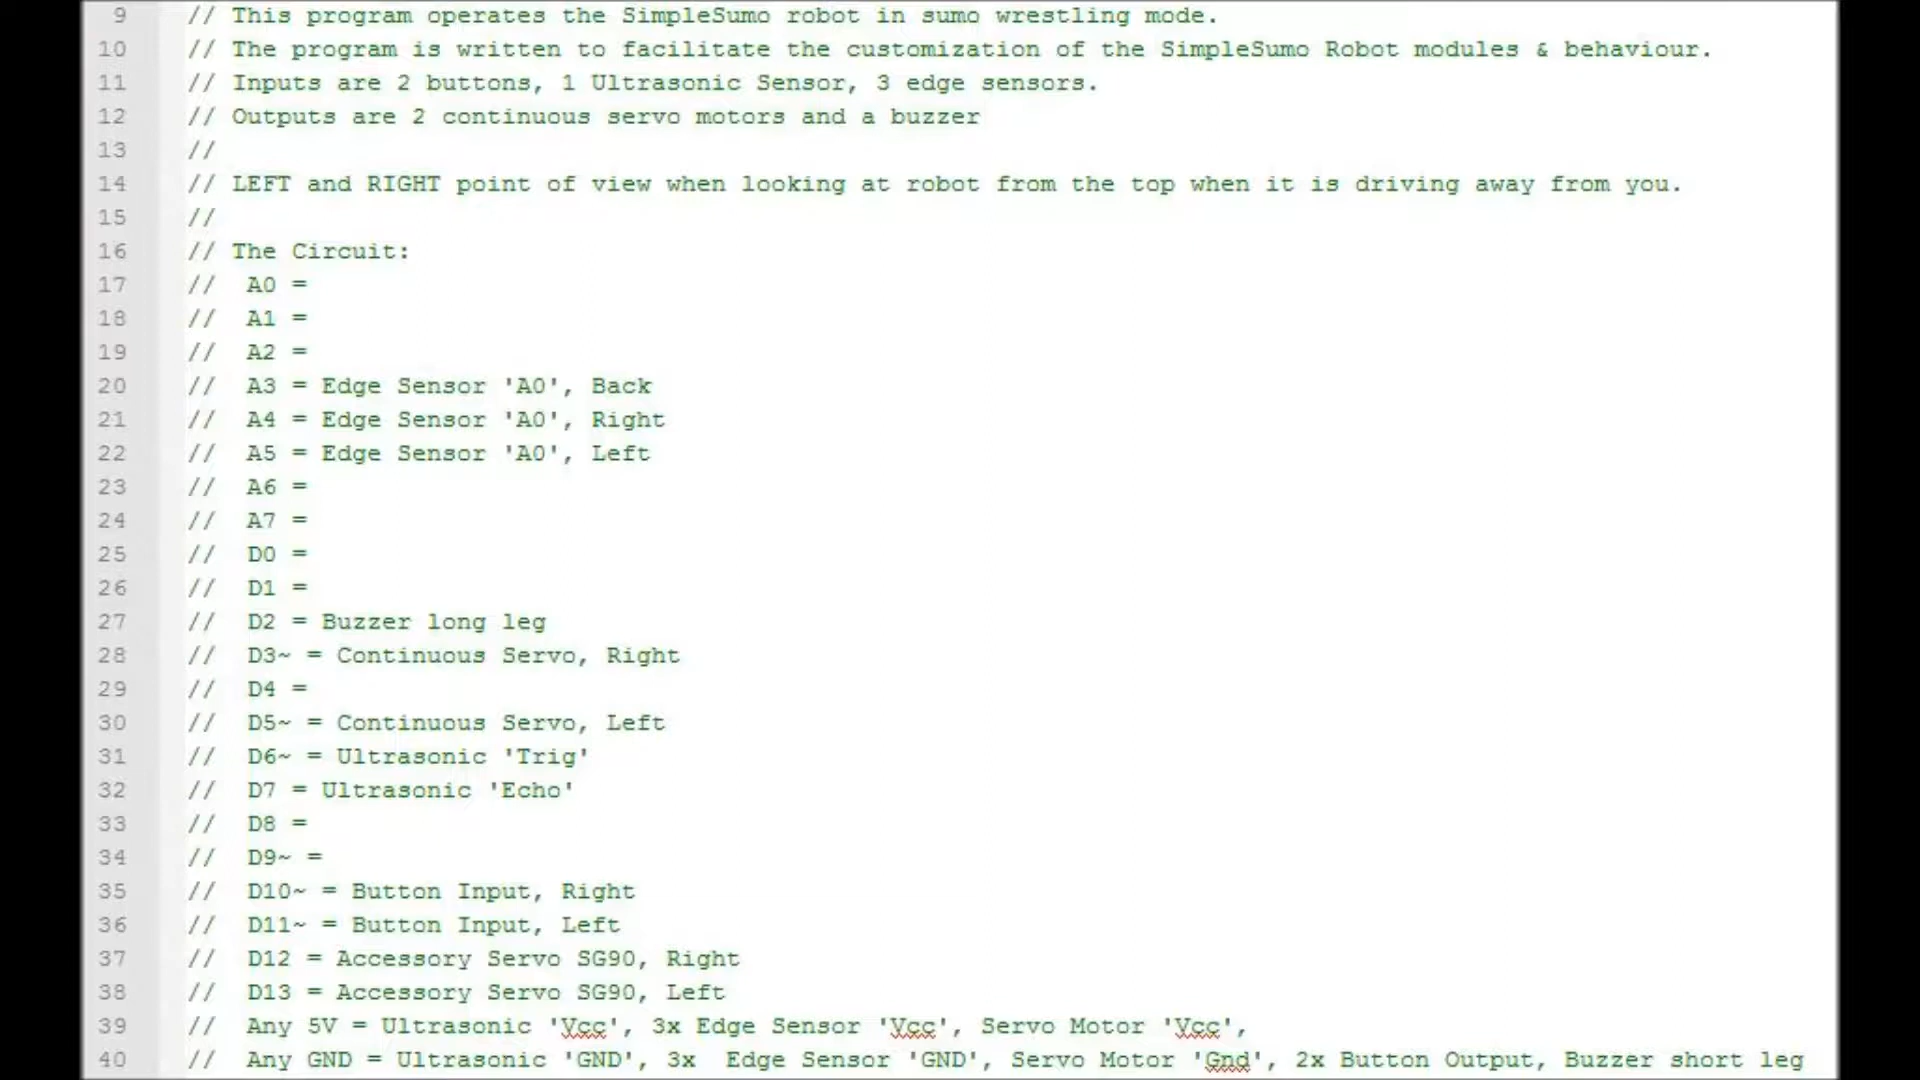 9 // This program operates the SimpleSumo robot in sumo wrestling mode.
10 // The program is written to facilitate the customization of the SimpleSumo Robot modules & behaviour.
11 // Inputs are 2 buttons, 1 Ultrasonic Sensor, 3 edge sensors.
12 // Outputs are 2 continuous servo motors and a buzzer
13 //
14 // LEFT and RIGHT point of view when looking at robot from the top when it is driving away from you.
15 //
16 // The Circuit:
17 // A0 =
18 // A1 =
19 // A2 =
20 // A3 = Edge Sensor 'A0', Back
21 // A4 = Edge Sensor 'A0', Right
22 // A5 = Edge Sensor 'A0', Left
23 // A6 =
24 // A7 =
25 // D0 =
26 // D1 =
27 // D2 = Buzzer long leg
28 // D3~ = Continuous Servo, Right
29 // D4 =
30 // D5~ = Continuous Servo, Left
31 // D6~ = Ultrasonic 'Trig'
32 // D7 = Ultrasonic 'Echo'
33 // D8 =
34 // D9~ =
35 // D10~ = Button Input, Right
36 // D11~ = Button Input, Left
37 // D12 = Accessory Servo SG90, Right
38 // D13 = Accessory Servo SG90, Left
39 // Any 5V = Ultrasonic 'Vcc', 3x Edge Sensor 'Vcc', Servo Motor 'Vcc',
40 // Any GND = Ultrasonic 'GND', 3x  Edge Sensor 'GND', Servo Motor 'Gnd', 2x Button Output, Buzzer short leg